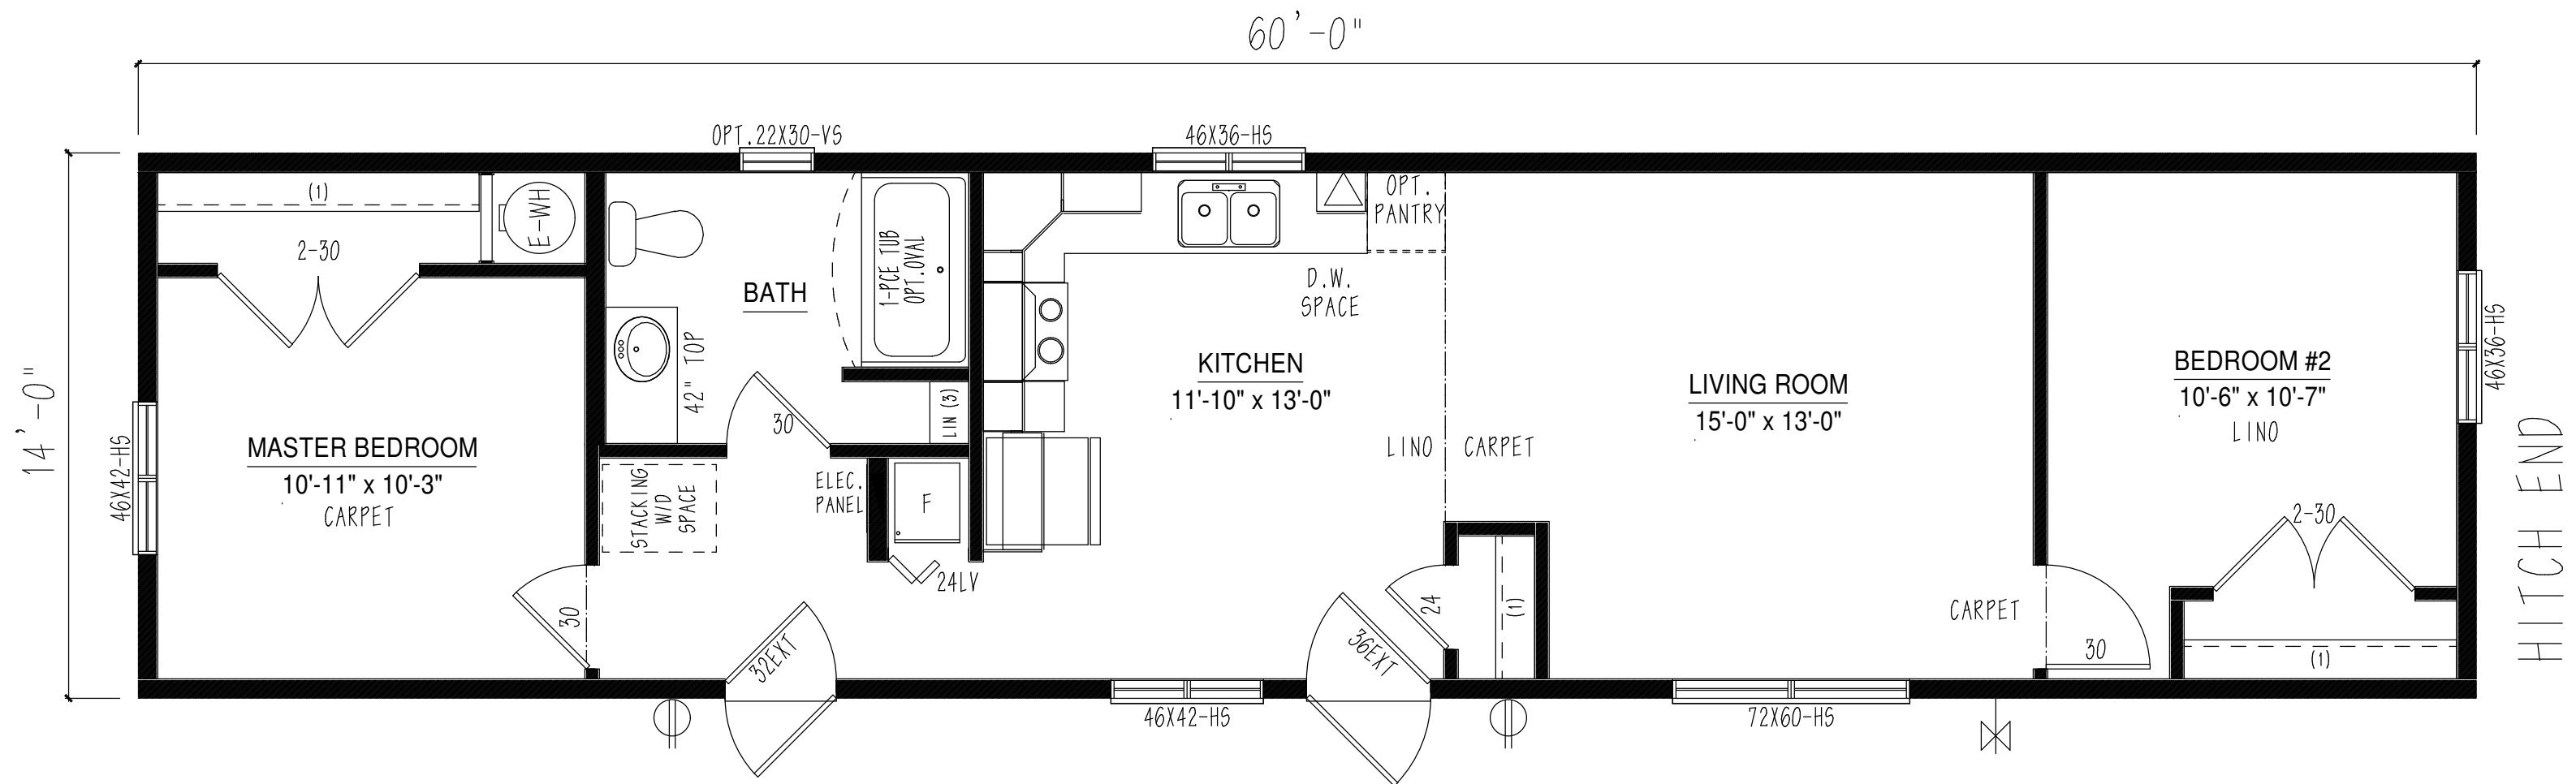 60'-0"
OPT.22X30-VS
46X36-HS
14'-0"
(1)
E-WH
2-30
MASTER BEDROOM
10'-11" x 10'-3"
CARPET
46X42-HS
30
BATH
1-PCE TUB
OPT.OVAL
42" TOP
30
LIN (3)
STACKING
W/D
SPACE
ELEC.
PANEL
F
24LV
32EXT
OPT.
PANTRY
D.W.
SPACE
KITCHEN
11'-10" x 13'-0"
LINO
CARPET
46X42-HS
36EXT
24
(1)
LIVING ROOM
15'-0" x 13'-0"
72X60-HS
CARPET
30
BEDROOM #2
10'-6" x 10'-7"
LINO
2-30
(1)
46X36-HS
HITCH END